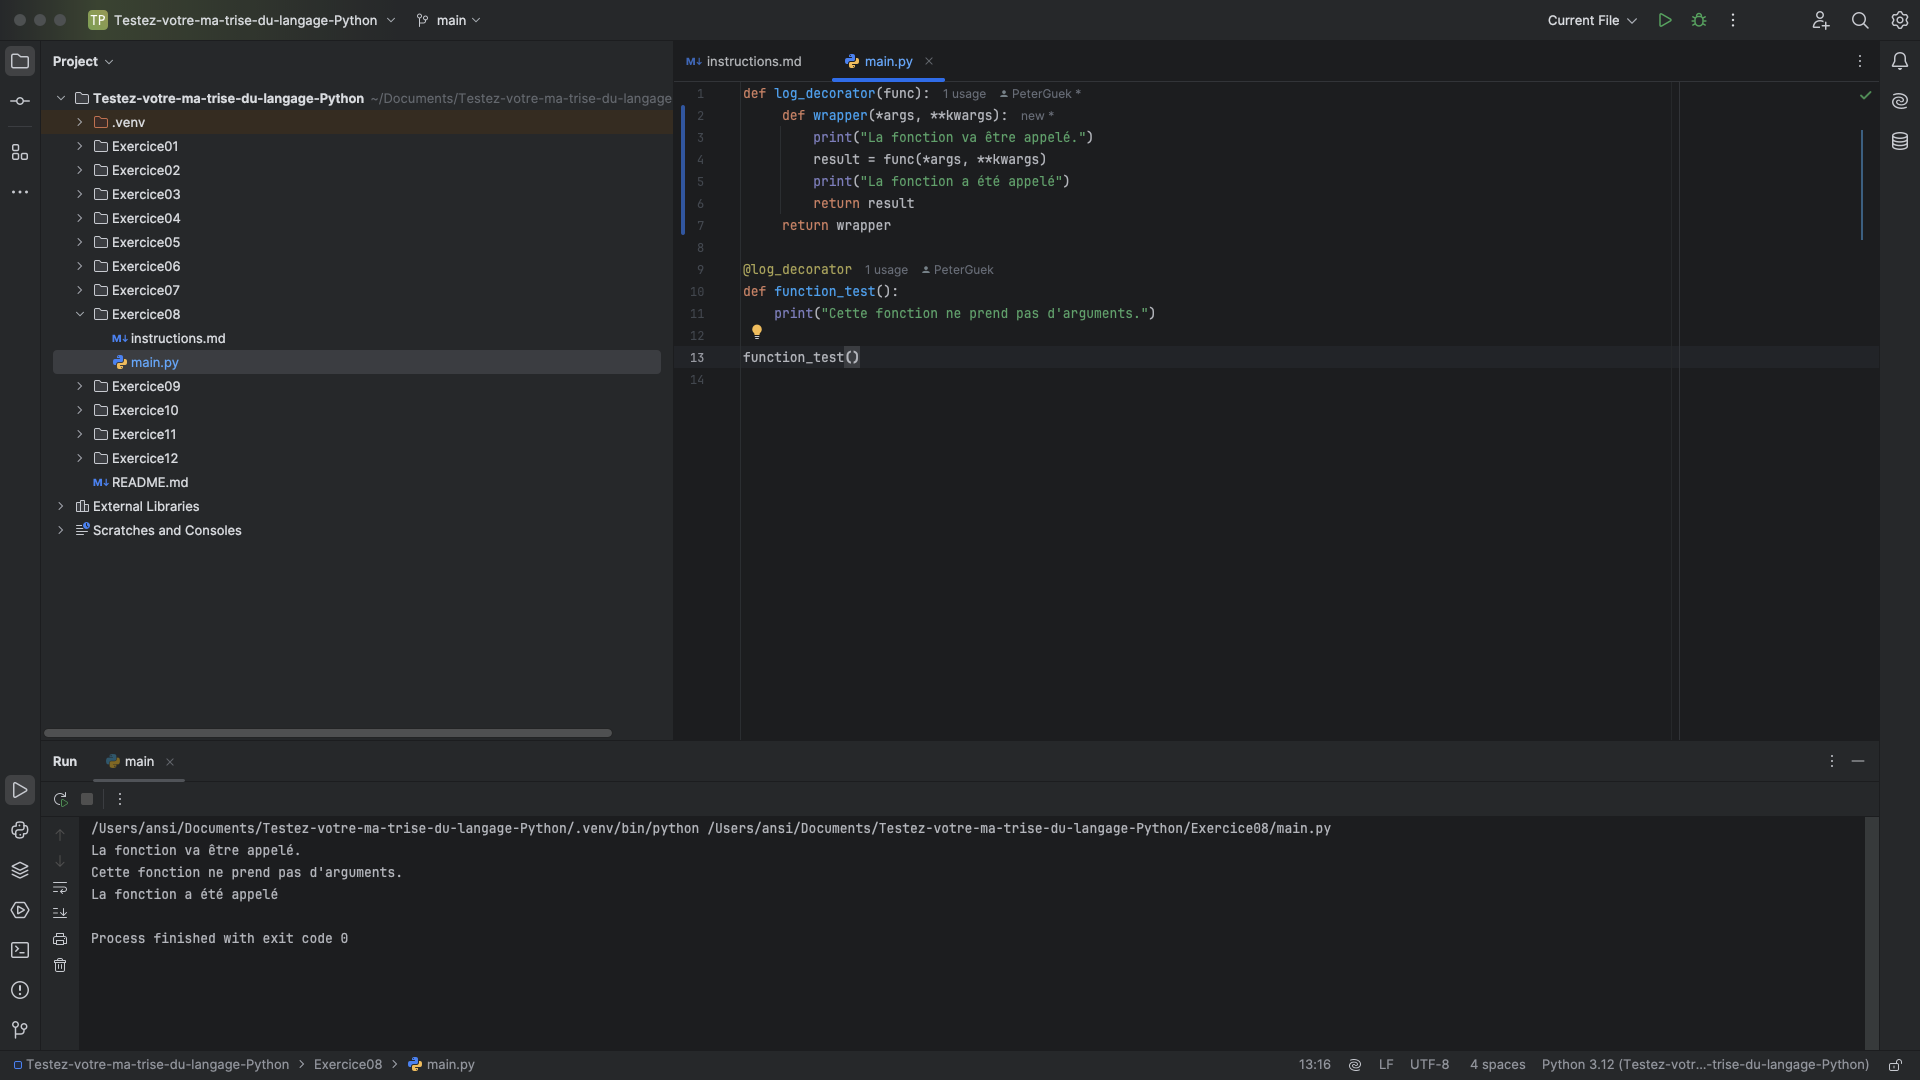 TP Testez-votre-ma-trise-du-langage-Python main Current File
Project
instructions.md
main.py
Testez-votre-ma-trise-du-langage-Python ~/Documents/Testez-votre-ma-trise-du-langage
.venv
Exercice01
Exercice02
Exercice03
Exercice04
Exercice05
Exercice06
Exercice07
Exercice08
M↓ instructions.md
main.py
Exercice09
Exercice10
Exercice11
Exercice12
M↓ README.md
External Libraries
Scratches and Consoles
1 def log_decorator(func): 1 usage PeterGuek *
2 def wrapper(*args, **kwargs): new *
3 print("La fonction va être appelé.")
4 result = func(*args, **kwargs)
5 print("La fonction a été appelé")
6 return result
7 return wrapper
8
9 @log_decorator 1 usage PeterGuek
10 def function_test():
11 print("Cette fonction ne prend pas d'arguments.")
12
13 function_test()
14
Run main
/Users/ansi/Documents/Testez-votre-ma-trise-du-langage-Python/.venv/bin/python /Users/ansi/Documents/Testez-votre-ma-trise-du-langage-Python/Exercice08/main.py
La fonction va être appelé.
Cette fonction ne prend pas d'arguments.
La fonction a été appelé
Process finished with exit code 0
Testez-votre-ma-trise-du-langage-Python > Exercice08 > main.py 13:16 LF UTF-8 4 spaces Python 3.12 (Testez-votr...-trise-du-langage-Python)